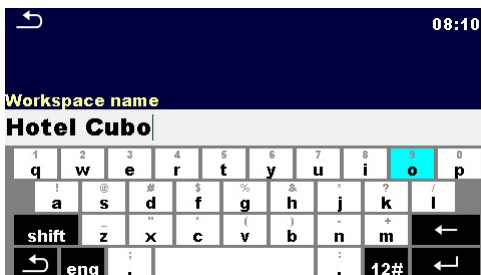 08:10
Workspace name
Hotel Cubo
1 2 3 4 5 6 7 8 9 0
q w e r t y u i o p
! @ # $ % & * ? /
a s d f g h j k l
" ' ( ) - +
shift z x c v b n m ←
; :
eng , . 12#